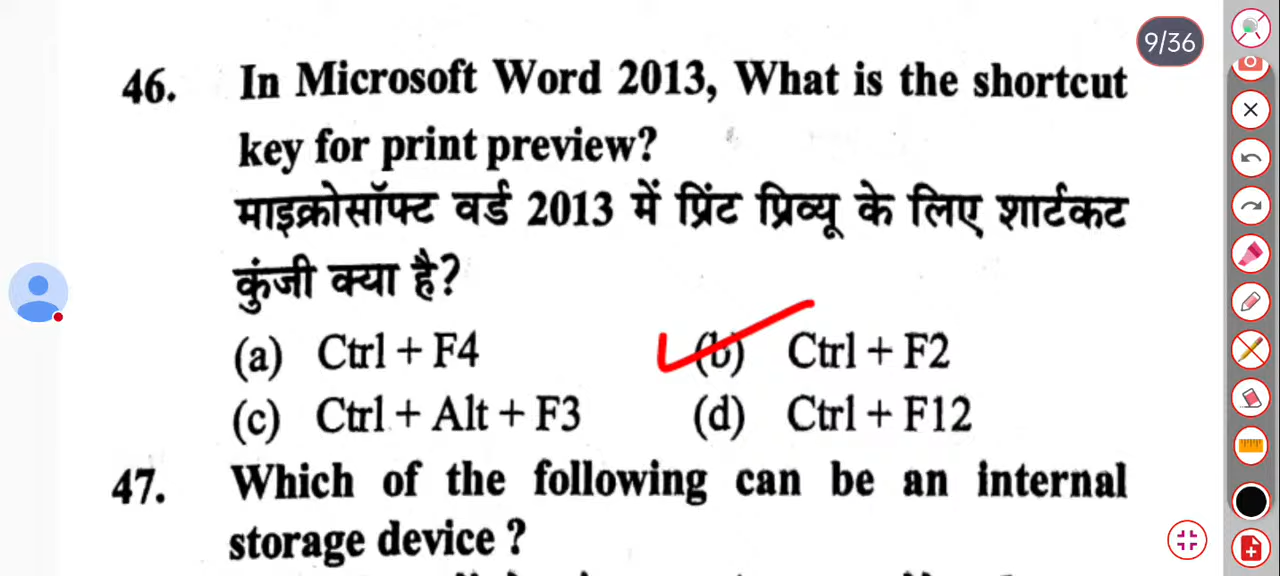 9/36
46. In Microsoft Word 2013, What is the shortcut
key for print preview?
माइक्रोसॉफ्ट वर्ड 2013 में प्रिंट प्रिव्यू के लिए शार्टकट
कुंजी क्या है?
(a) Ctrl + F4 (b) Ctrl + F2
(c) Ctrl + Alt + F3 (d) Ctrl + F12
47. Which of the following can be an internal
storage device ?